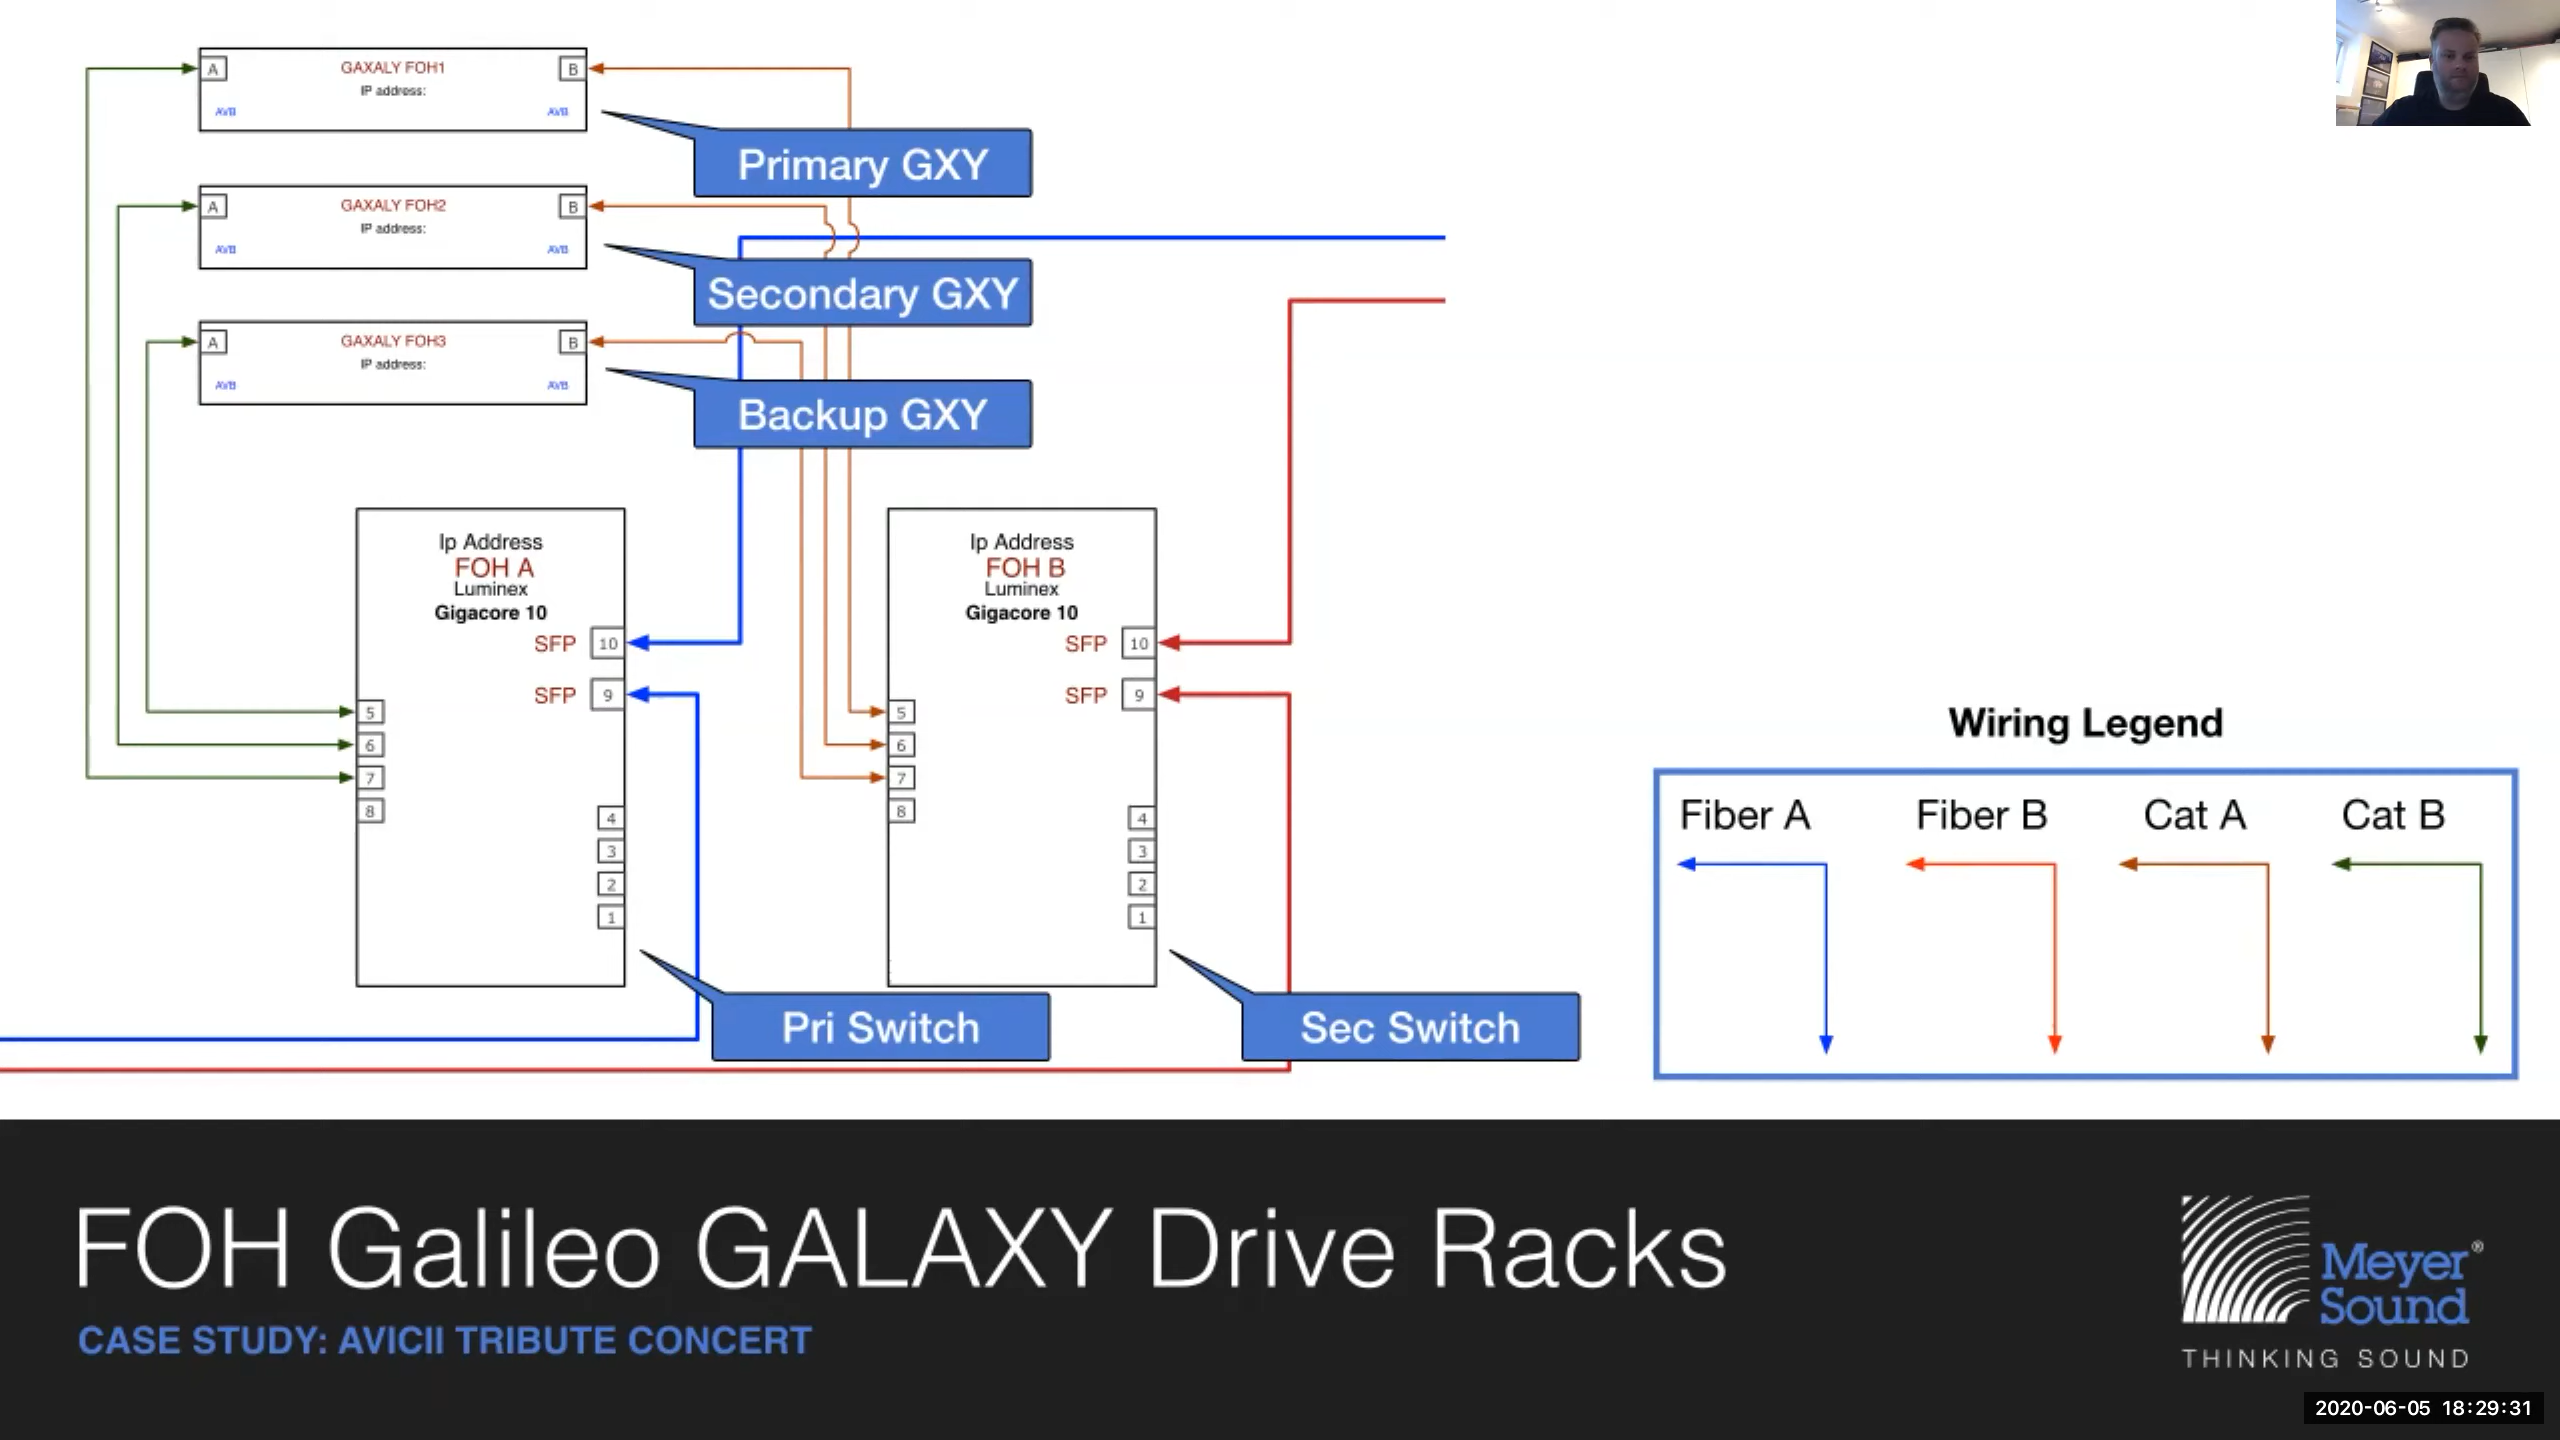 A
GAXALY FOH1
B
IP address:
AVB
AVB
Primary GXY
A
GAXALY FOH2
B
IP address:
AVB
AVB
Secondary GXY
A
GAXALY FOH3
B
IP address:
AVB
AVB
Backup GXY
Ip Address
FOH A
Luminex
Gigacore 10
SFP 10
SFP 9
5
6
7
8
4
3
2
1
Pri Switch
Ip Address
FOH B
Luminex
Gigacore 10
SFP 10
SFP 9
5
6
7
8
4
3
2
1
Sec Switch
Wiring Legend
Fiber A
Fiber B
Cat A
Cat B
FOH Galileo GALAXY Drive Racks
CASE STUDY: AVICII TRIBUTE CONCERT
Meyer®
Sound
THINKING SOUND
2020-06-05 18:29:31